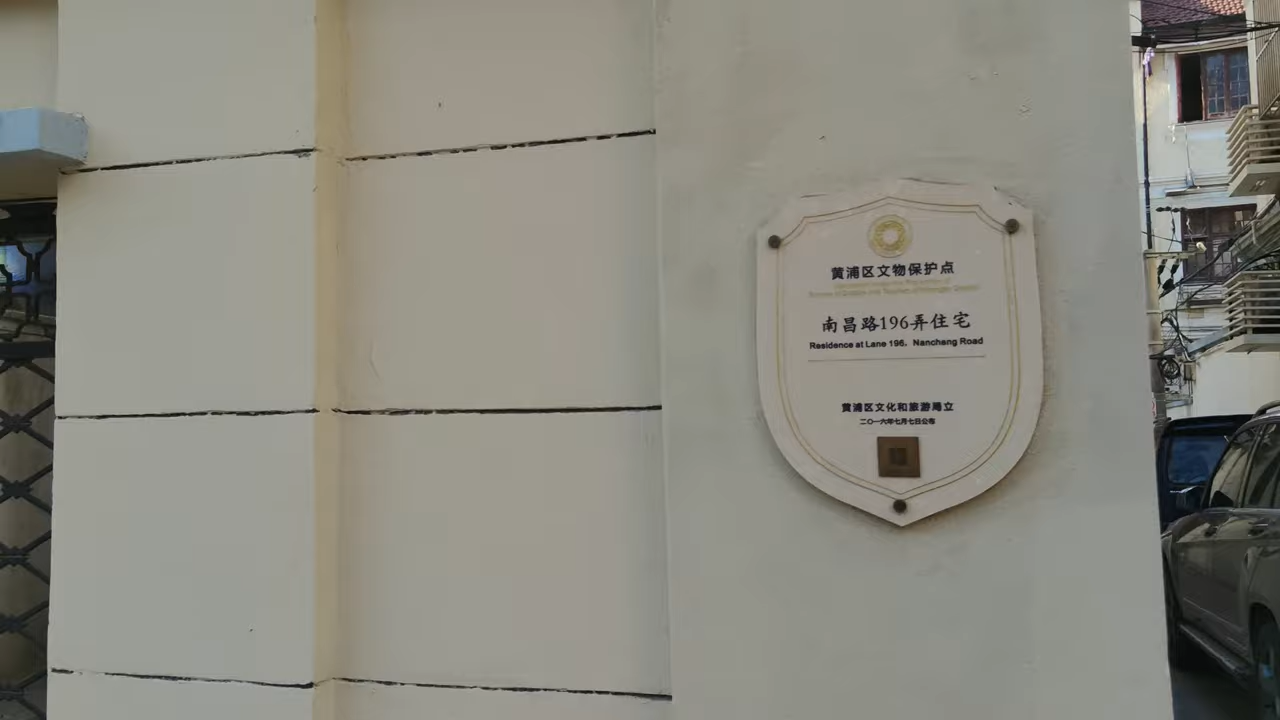 黄浦区文物保护点
南昌路196弄住宅
Residence at Lane 196, Nanchang Road
黄浦区文化和旅游局立
二〇一六年七月七日公布